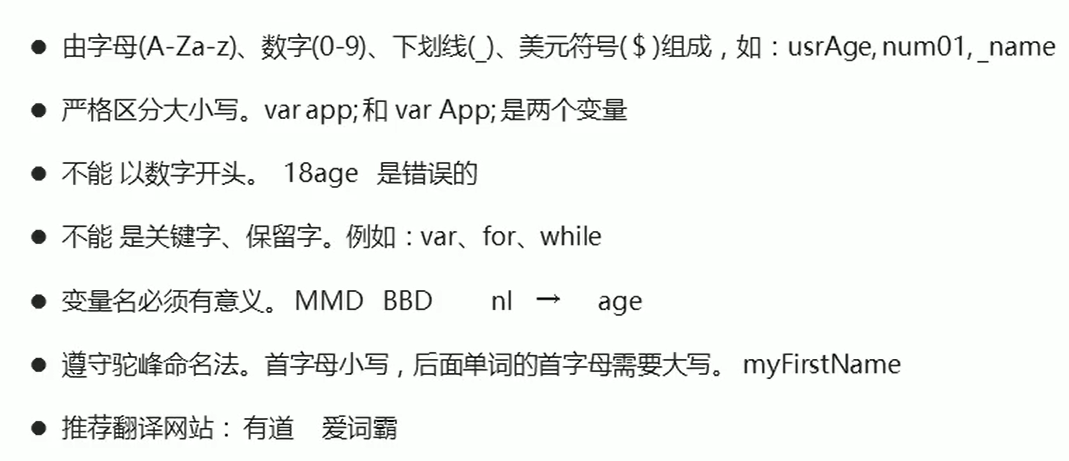 ● 由字母(A-Za-z)、数字(0-9)、下划线(_)、美元符号($)组成，如：usrAge, num01, _name
● 严格区分大小写。var app; 和 var App; 是两个变量
● 不能 以数字开头。 18age 是错误的
● 不能 是关键字、保留字。例如：var、for、while
● 变量名必须有意义。 MMD BBD nl → age
● 遵守驼峰命名法。首字母小写，后面单词的首字母需要大写。 myFirstName
● 推荐翻译网站： 有道 爱词霸